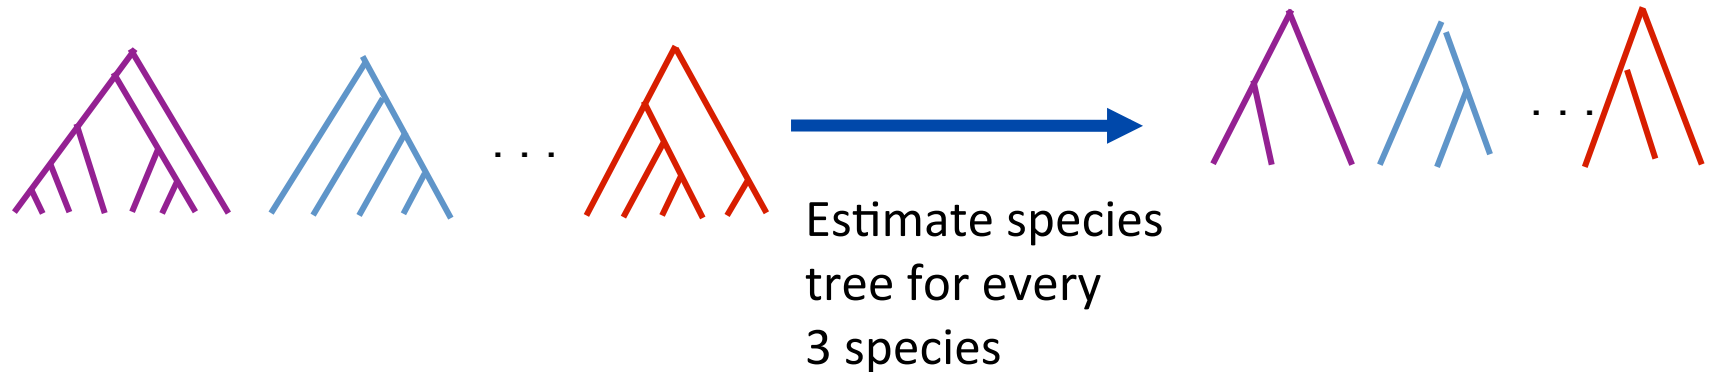 . . .
. . .
Estimate species
tree for every
3 species